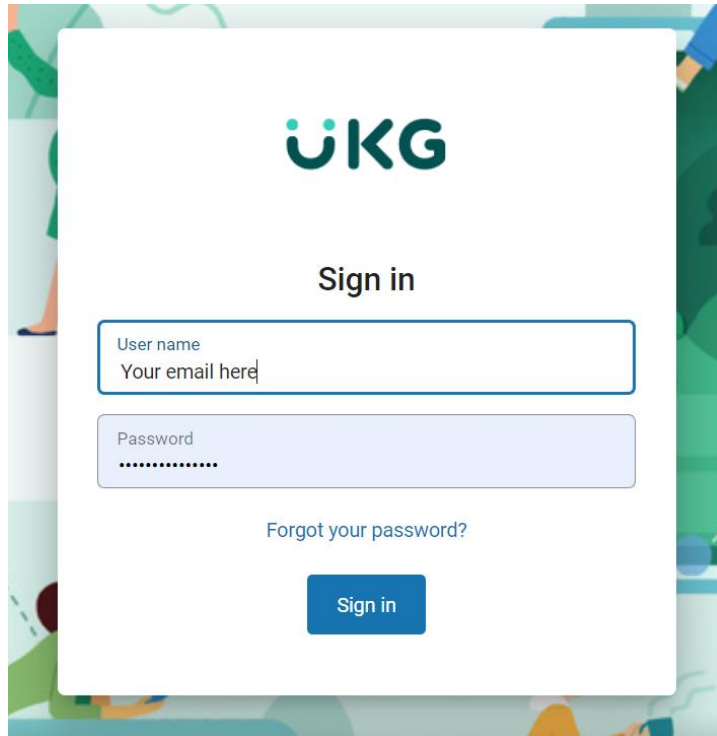 UKG
Sign in
User name
Your email here
Password
•••••••••••••••
Forgot your password?
Sign in